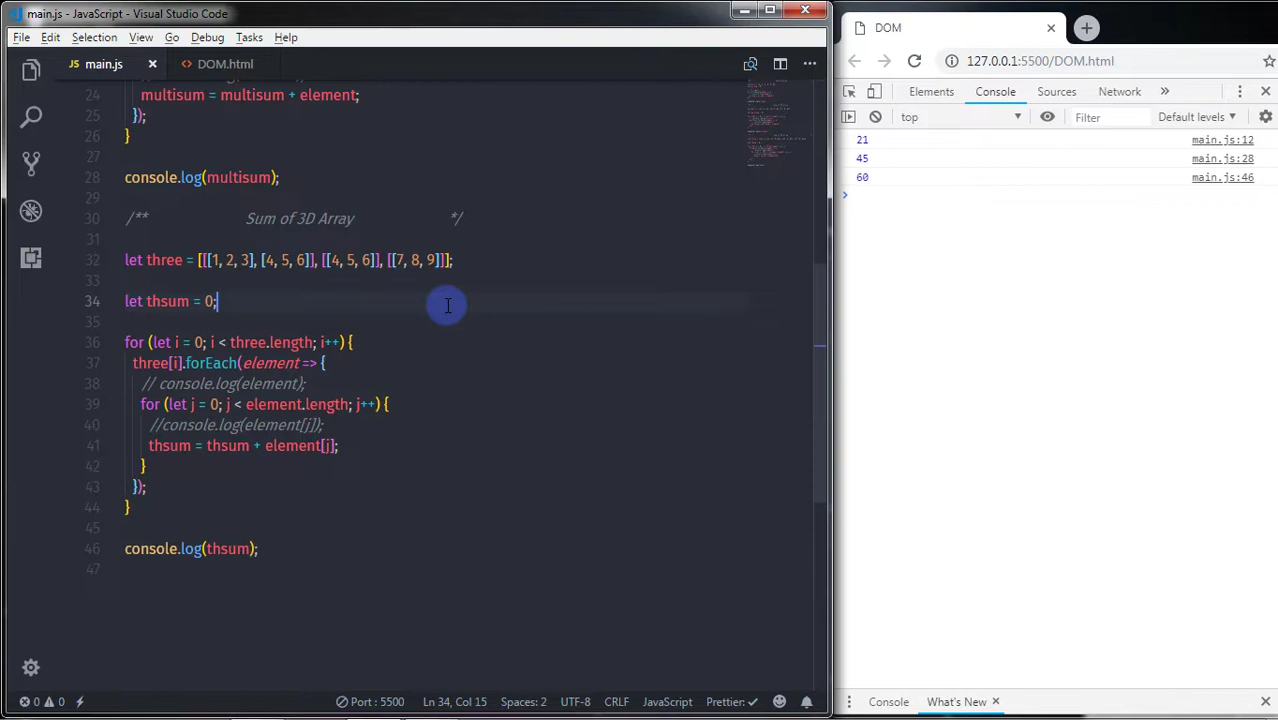 main.js - JavaScript - Visual Studio Code
File Edit Selection View Go Debug Tasks Help
JS main.js <> DOM.html
24 multisum = multisum + element;
25 });
26 }
27
28 console.log(multisum);
29
30 /** Sum of 3D Array */
31
32 let three = [[[1, 2, 3], [4, 5, 6]], [[4, 5, 6]], [[7, 8, 9]]];
33
34 let thsum = 0;
35
36 for (let i = 0; i < three.length; i++) {
37 three[i].forEach(element => {
38 // console.log(element);
39 for (let j = 0; j < element.length; j++) {
40 //console.log(element[j]);
41 thsum = thsum + element[j];
42 }
43 });
44 }
45
46 console.log(thsum);
47
0 0 Port : 5500 Ln 34, Col 15 Spaces: 2 UTF-8 CRLF JavaScript Prettier: ✓
DOM
127.0.0.1:5500/DOM.html
Elements Console Sources Network »
top Filter Default levels
21 main.js:12
45 main.js:28
60 main.js:46
Console What's New